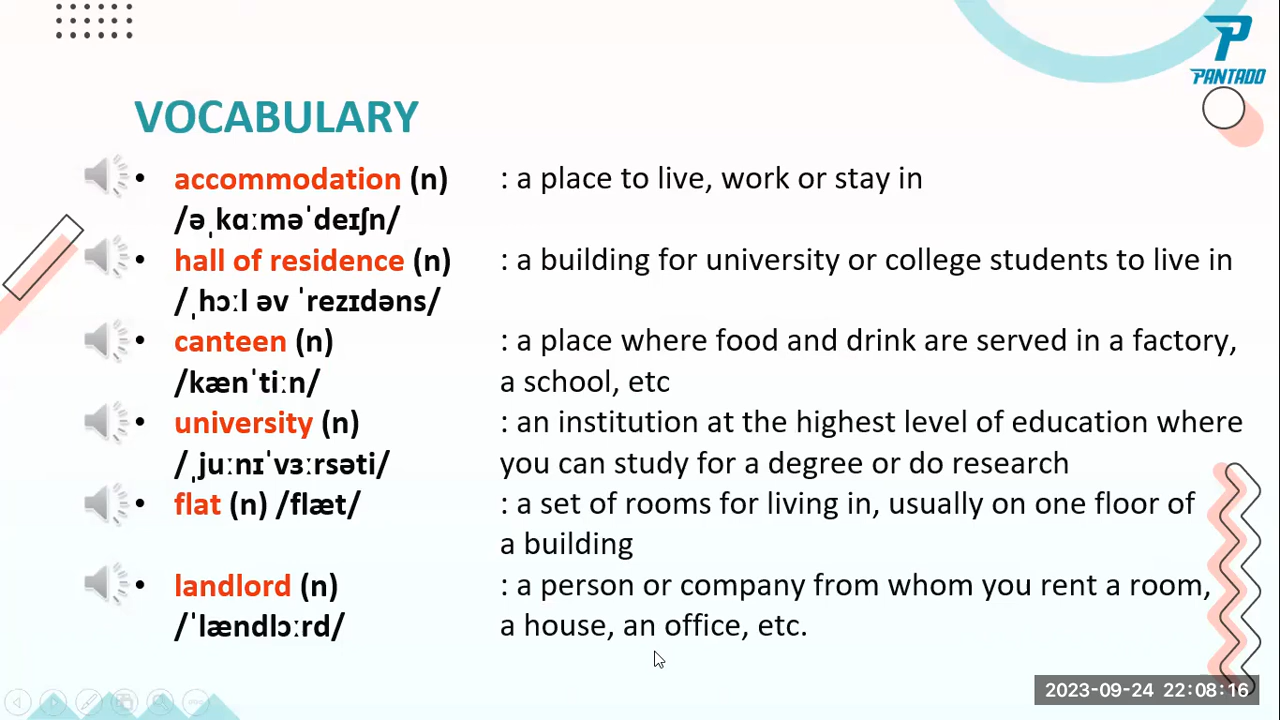 PANTADO
VOCABULARY
• accommodation (n) : a place to live, work or stay in
/əˌkɑːməˈdeɪʃn/
• hall of residence (n) : a building for university or college students to live in
/ˌhɔːl əv ˈrezɪdəns/
• canteen (n) : a place where food and drink are served in a factory,
/kænˈtiːn/ a school, etc
• university (n) : an institution at the highest level of education where
/ˌjuːnɪˈvɜːrsəti/ you can study for a degree or do research
• flat (n) /flæt/ : a set of rooms for living in, usually on one floor of
a building
• landlord (n) : a person or company from whom you rent a room,
/ˈlændlɔːrd/ a house, an office, etc.
2023-09-24 22:08:16